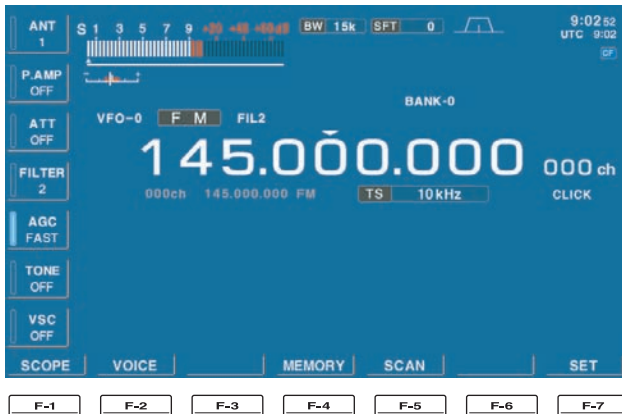 ANT
1
S 1 3 5 7 9 +20 +40 +60dB
BW 15k SFT 0
9:02 52
UTC 9:02
CF
P.AMP
OFF
BANK-0
ATT
OFF
VFO-0 FM FIL2
145.000.000 000 ch
FILTER
2
000ch 145.000.000 FM TS 10kHz CLICK
AGC
FAST
TONE
OFF
VSC
OFF
SCOPE VOICE MEMORY SCAN SET
F-1 F-2 F-3 F-4 F-5 F-6 F-7